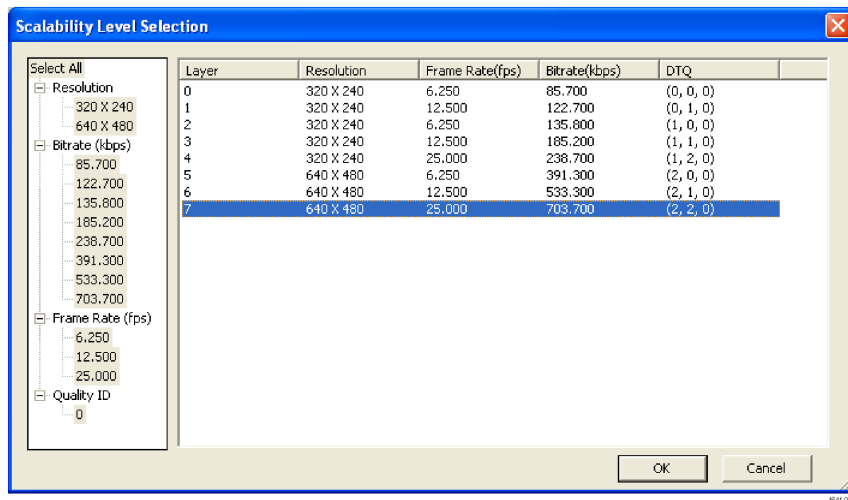 Scalability Level Selection
Select All
Resolution
320 X 240
640 X 480
Bitrate (kbps)
85.700
122.700
135.800
185.200
238.700
391.300
533.300
703.700
Frame Rate (fps)
6.250
12.500
25.000
Quality ID
0
Layer Resolution Frame Rate(fps) Bitrate(kbps) DTQ
0 320 X 240 6.250 85.700 (0, 0, 0)
1 320 X 240 12.500 122.700 (0, 1, 0)
2 320 X 240 6.250 135.800 (1, 0, 0)
3 320 X 240 12.500 185.200 (1, 1, 0)
4 320 X 240 25.000 238.700 (1, 2, 0)
5 640 X 480 6.250 391.300 (2, 0, 0)
6 640 X 480 12.500 533.300 (2, 1, 0)
7 640 X 480 25.000 703.700 (2, 2, 0)
OK Cancel